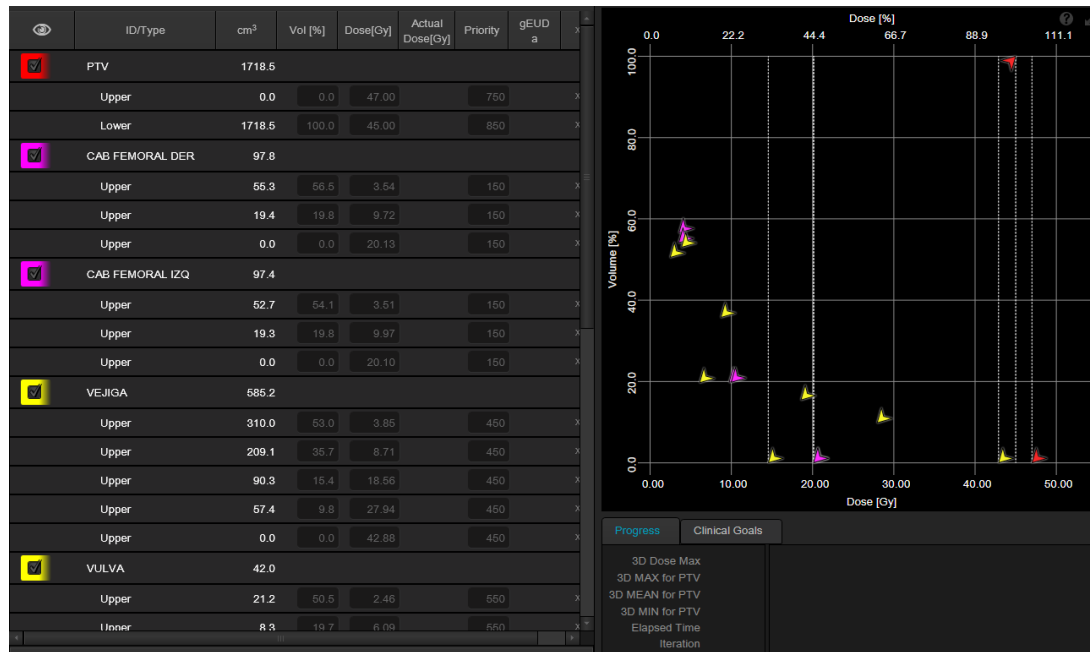 ID/Type cm³ Vol [%] Dose[Gy] Actual Dose[Gy] Priority gEUD a
PTV 1718.5
Upper 0.0 0.0 47.00 750 x
Lower 1718.5 100.0 45.00 850 x
CAB FEMORAL DER 97.8
Upper 55.3 56.5 3.54 150 x
Upper 19.4 19.8 9.72 150 x
Upper 0.0 0.0 20.13 150 x
CAB FEMORAL IZQ 97.4
Upper 52.7 54.1 3.51 150 x
Upper 19.3 19.8 9.97 150 x
Upper 0.0 0.0 20.10 150 x
VEJIGA 585.2
Upper 310.0 53.0 3.85 450 x
Upper 209.1 35.7 8.71 450 x
Upper 90.3 15.4 18.56 450 x
Upper 57.4 9.8 27.94 450 x
Upper 0.0 0.0 42.88 450 x
VULVA 42.0
Upper 21.2 50.5 2.46 550 x
Upper 8.3 19.7 6.09 550 x
Dose [%]
0.0 22.2 44.4 66.7 88.9 111.1
100.0
80.0
60.0
40.0
20.0
0.0
Volume [%]
0.00 10.00 20.00 30.00 40.00 50.00
Dose [Gy]
Progress Clinical Goals
3D Dose Max
3D MAX for PTV
3D MEAN for PTV
3D MIN for PTV
Elapsed Time
Iteration